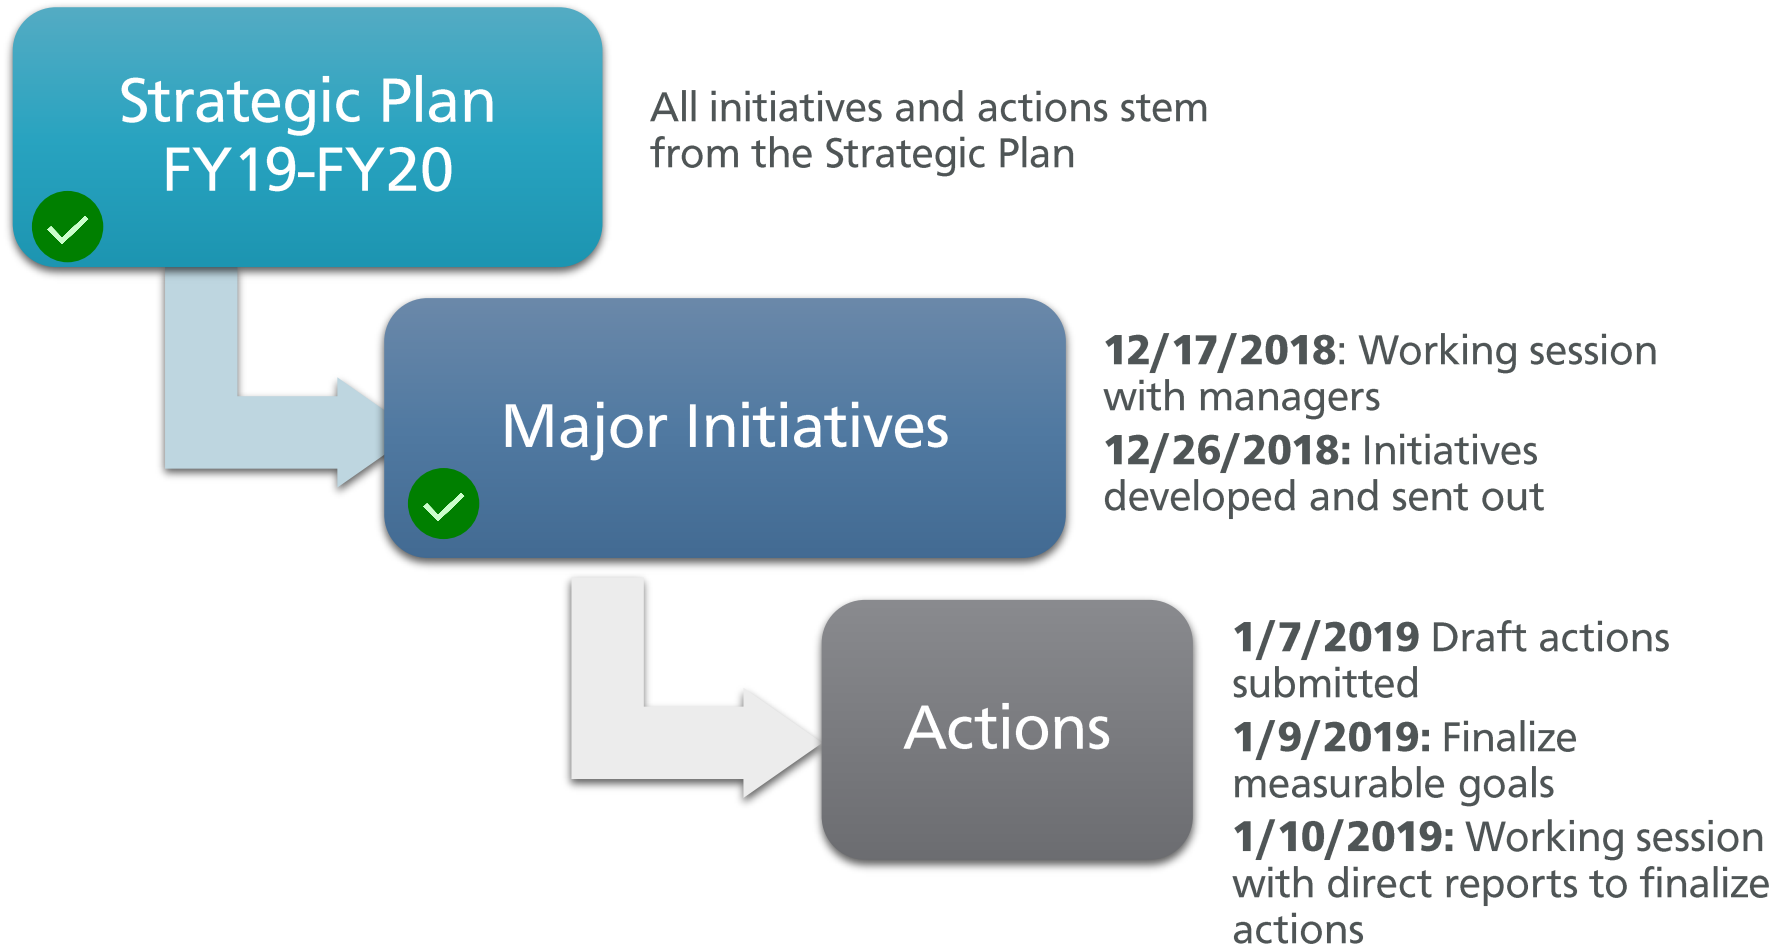 Strategic Plan
FY19-FY20
All initiatives and actions stem
from the Strategic Plan
Major Initiatives
12/17/2018: Working session
with managers
12/26/2018: Initiatives
developed and sent out
Actions
1/7/2019 Draft actions
submitted
1/9/2019: Finalize
measurable goals
1/10/2019: Working session
with direct reports to finalize
actions